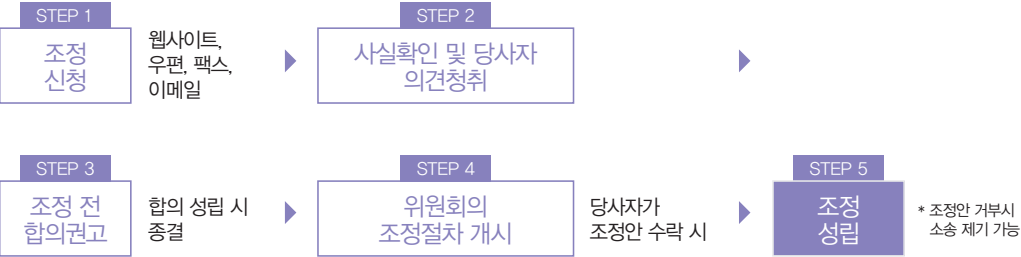 STEP 1
조정
신청
웹사이트,
우편, 팩스,
이메일
STEP 2
사실확인 및 당사자
의견청취
STEP 3
조정 전
합의권고
합의 성립 시
종결
STEP 4
위원회의
조정절차 개시
당사자가
조정안 수락 시
STEP 5
조정
성립
* 조정안 거부시
소송 제기 가능